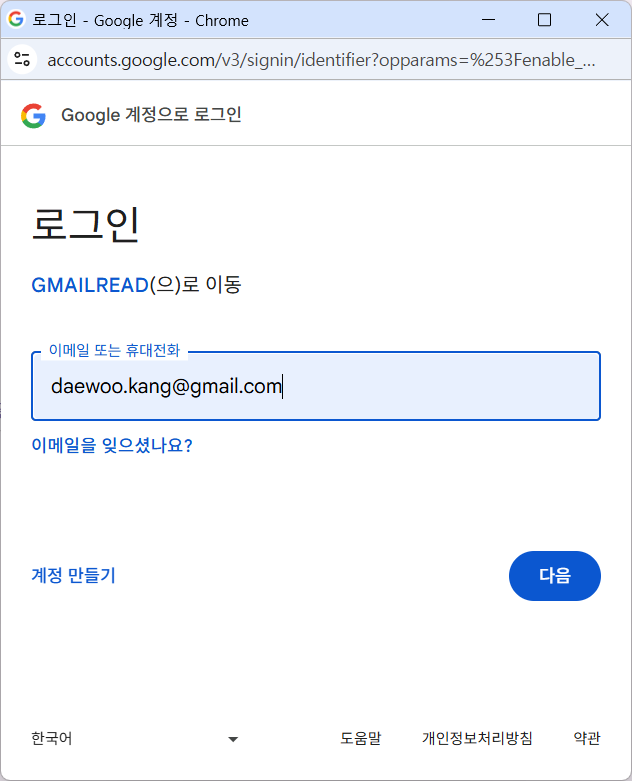 로그인 - Google 계정 - Chrome
accounts.google.com/v3/signin/identifier?opparams=%253Fenable_...
Google 계정으로 로그인
로그인
GMAILREAD(으)로 이동
이메일 또는 휴대전화
daewoo.kang@gmail.com
이메일을 잊으셨나요?
계정 만들기
다음
한국어
도움말 개인정보처리방침 약관